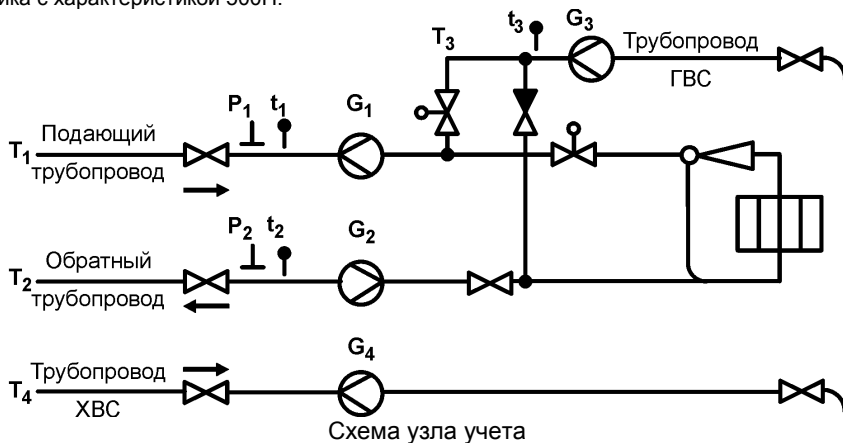 t₃ G₃
T₃ Трубопровод
ГВС
P₁ t₁ G₁
Подающий
T₁
трубопровод
P₂ t₂ G₂
Обратный
T₂
трубопровод
G₄
Трубопровод
T₄
ХВС
Схема узла учета